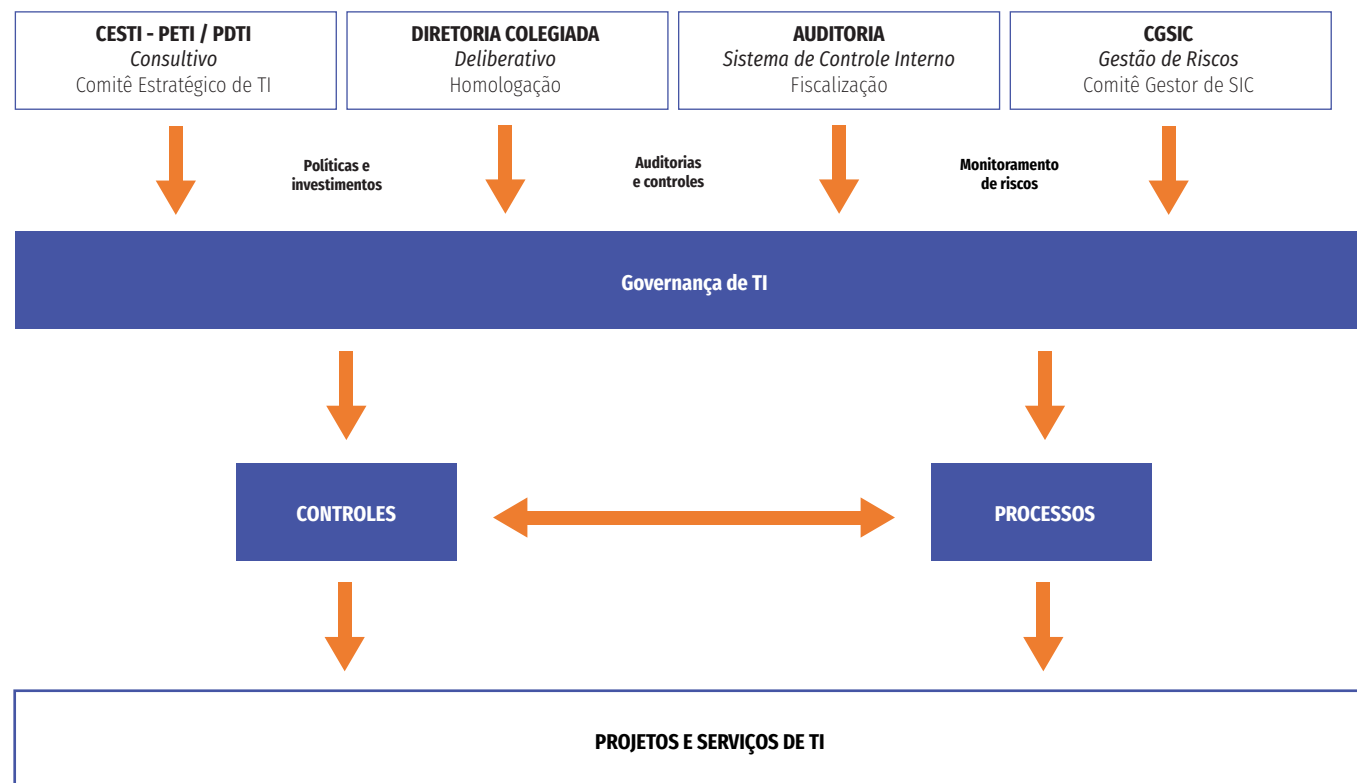 CESTI - PETI / PDTI
Consultivo
Comitê Estratégico de TI
DIRETORIA COLEGIADA
Deliberativo
Homologação
AUDITORIA
Sistema de Controle Interno
Fiscalização
CGSIC
Gestão de Riscos
Comitê Gestor de SIC
Políticas e
investimentos
Auditorias
e controles
Monitoramento
de riscos
Governança de TI
CONTROLES
PROCESSOS
PROJETOS E SERVIÇOS DE TI